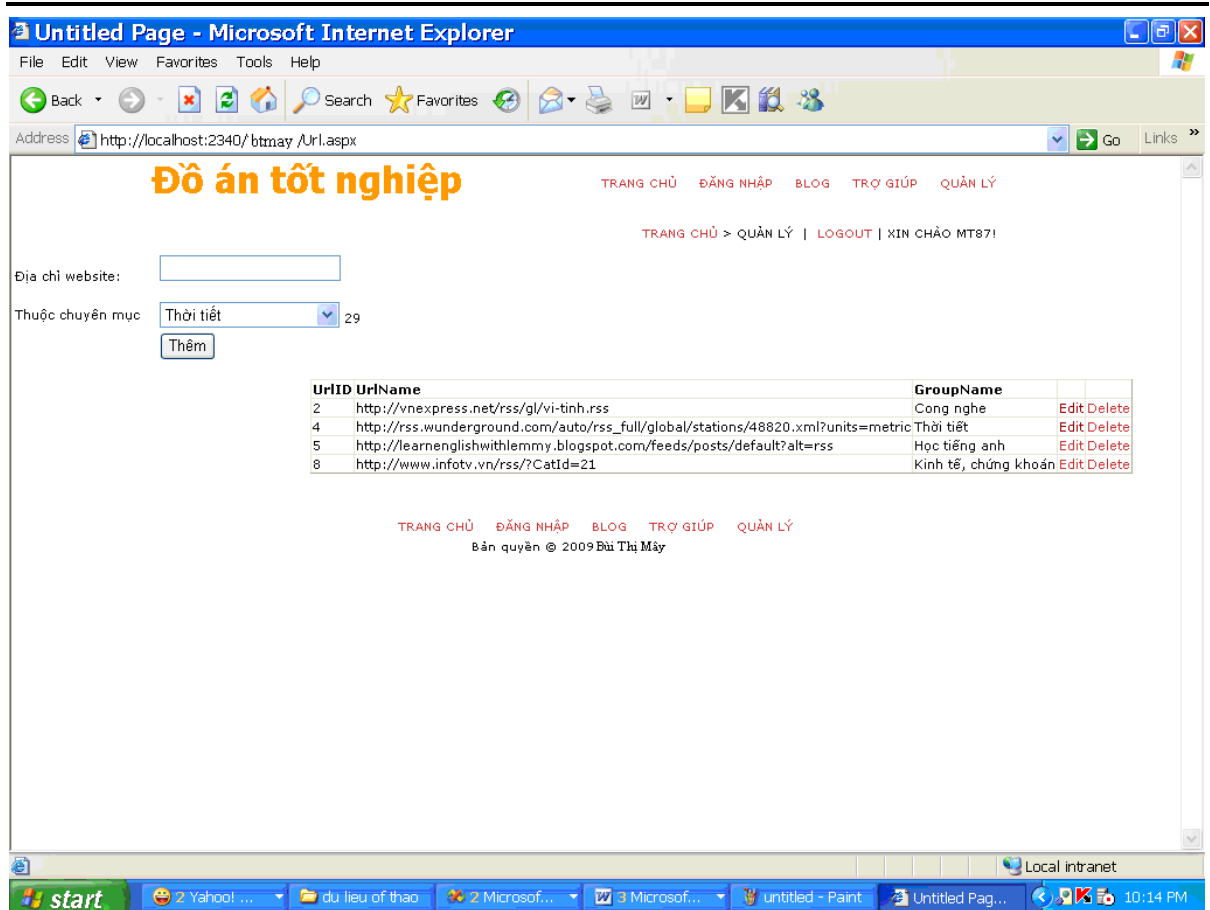 Untitled Page - Microsoft Internet Explorer
File Edit View Favorites Tools Help
Back Search Favorites
Address http://localhost:2340/ btmay /Url.aspx Go Links »
Đồ án tốt nghiệp
TRANG CHỦ ĐĂNG NHẬP BLOG TRỢ GIÚP QUẢN LÝ
TRANG CHỦ > QUẢN LÝ | LOGOUT | XIN CHÀO MT87!
Địa chỉ website:
Thuộc chuyên mục Thời tiết 29
Thêm
UrlID UrlName GroupName
2 http://vnexpress.net/rss/gl/vi-tinh.rss Cong nghe Edit Delete
4 http://rss.wunderground.com/auto/rss_full/global/stations/48820.xml?units=metric Thời tiết Edit Delete
5 http://learnenglishwithlemmy.blogspot.com/feeds/posts/default?alt=rss Học tiếng anh Edit Delete
8 http://www.infotv.vn/rss/?CatId=21 Kinh tế, chứng khoán Edit Delete
TRANG CHỦ ĐĂNG NHẬP BLOG TRỢ GIÚP QUẢN LÝ
Bản quyền © 2009 Bùi Thị Mây
Local intranet
start 2 Yahoo! ... du lieu of thao 2 Microsof... 3 Microsof... untitled - Paint Untitled Pag... 10:14 PM